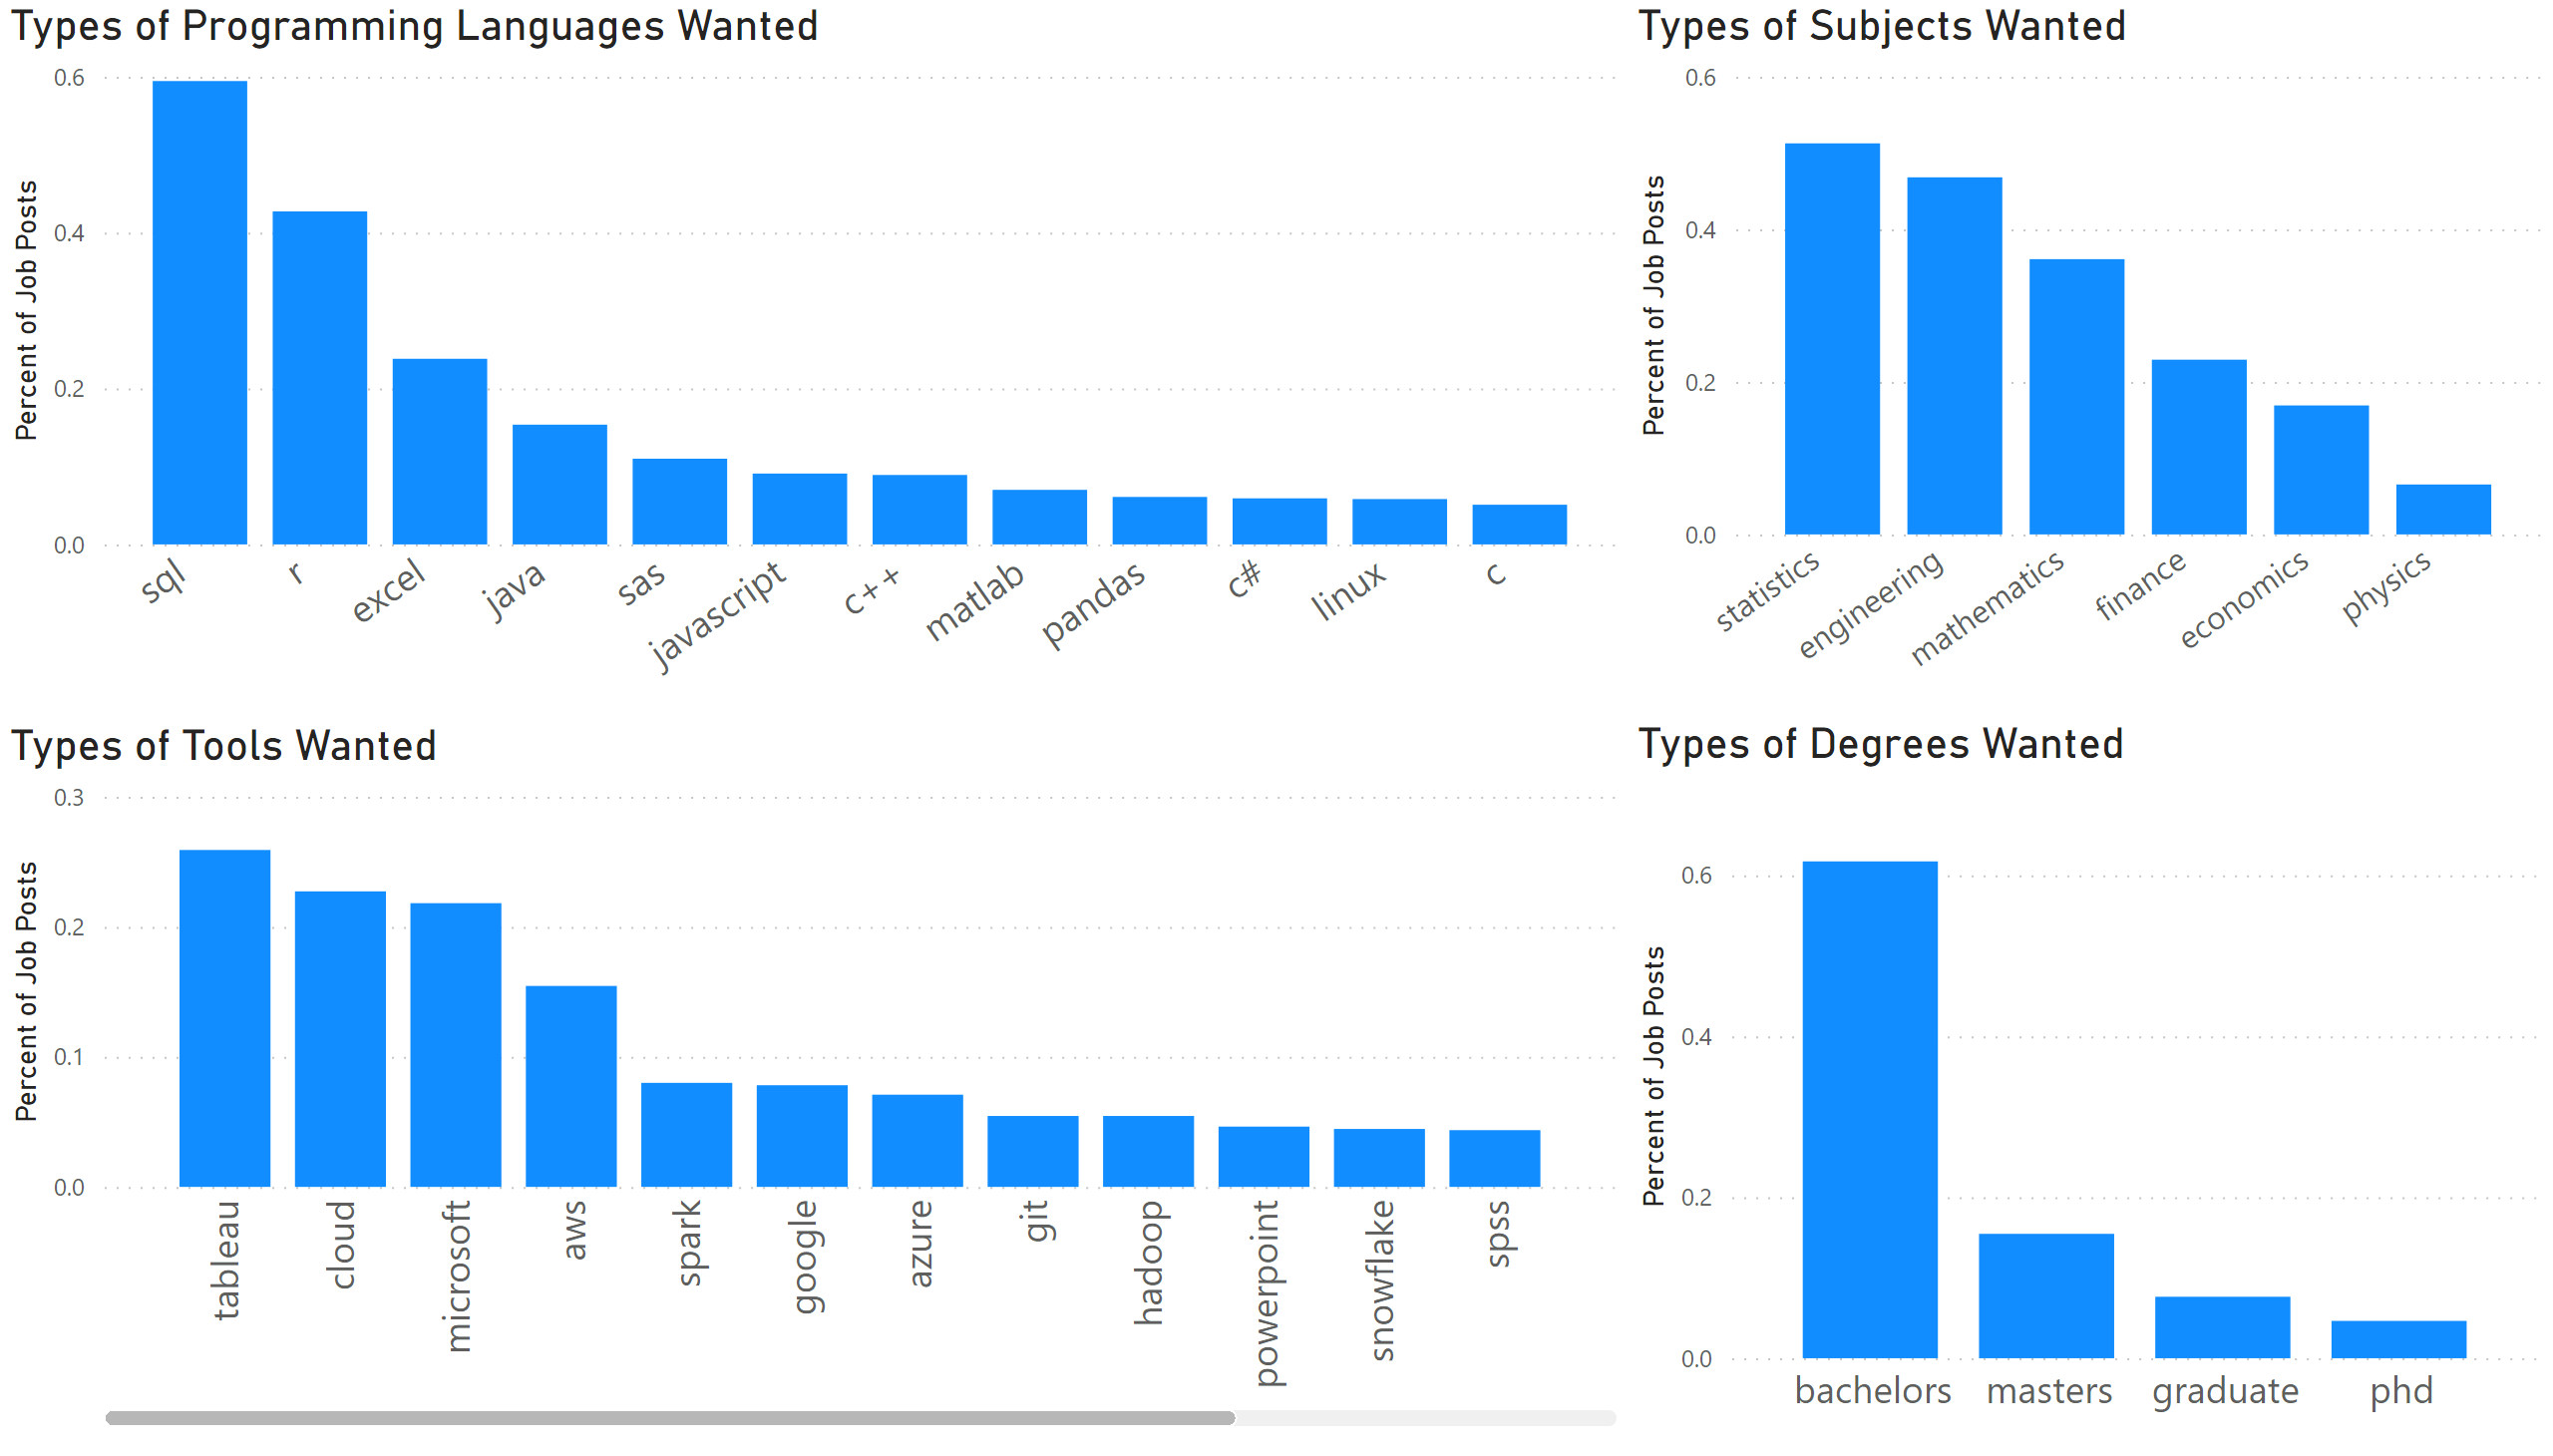 Types of Programming Languages Wanted
Percent of Job Posts
0.6
0.4
0.2
0.0
sql
r
excel
java
sas
javascript
c++
matlab
pandas
c#
linux
c
Types of Subjects Wanted
Percent of Job Posts
0.6
0.4
0.2
0.0
statistics
engineering
mathematics
finance
economics
physics
Types of Tools Wanted
Percent of Job Posts
0.3
0.2
0.1
0.0
tableau
cloud
microsoft
aws
spark
google
azure
git
hadoop
powerpoint
snowflake
spss
Types of Degrees Wanted
Percent of Job Posts
0.6
0.4
0.2
0.0
bachelors
masters
graduate
phd